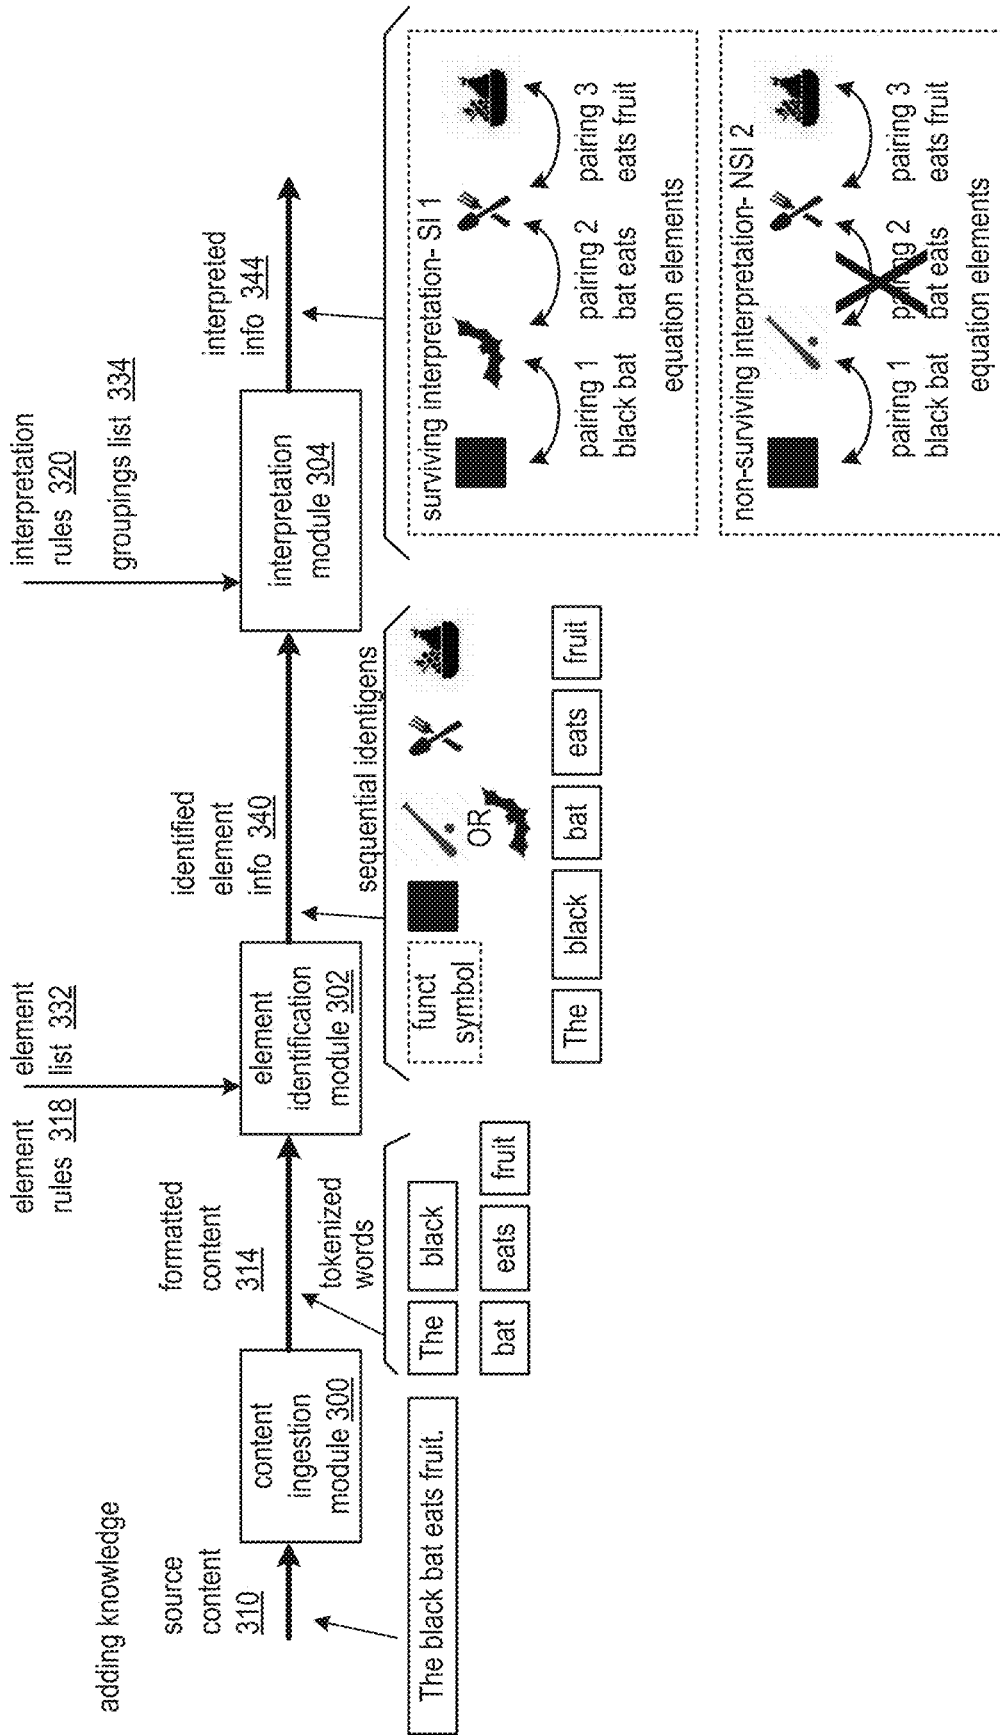 adding knowledge
source
content
310
The black bat eats fruit.
content
ingestion
module 300
formatted
content
314
tokenized
words
The
black
bat
eats
fruit
element
rules 318
element
list 332
element
identification
module 302
identified
element
info 340
sequential identigens
funct
symbol
OR
The
black
bat
eats
fruit
interpretation
rules 320
groupings list 334
interpretation
module 304
interpreted
info 344
surviving interpretation- SI 1
pairing 1
black bat
pairing 2
bat eats
pairing 3
eats fruit
equation elements
non-surviving interpretation- NSI 2
pairing 1
black bat
pairing 2
bat eats
pairing 3
eats fruit
equation elements